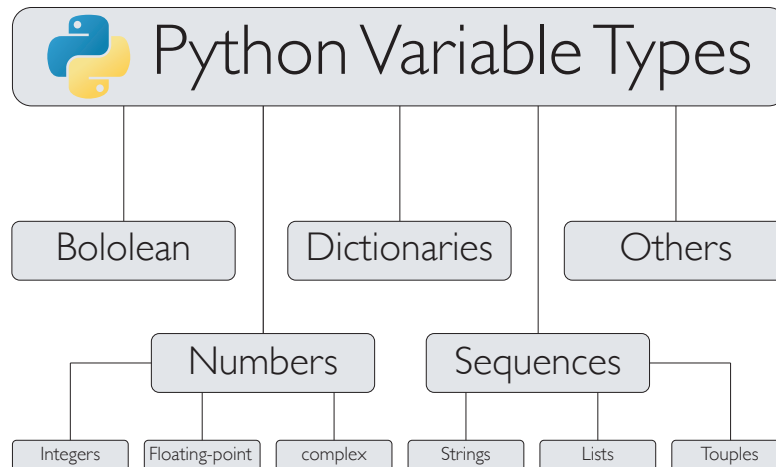 Python Variable Types
Bololean
Dictionaries
Others
Numbers
Sequences
Integers
Floating-point
complex
Strings
Lists
Touples